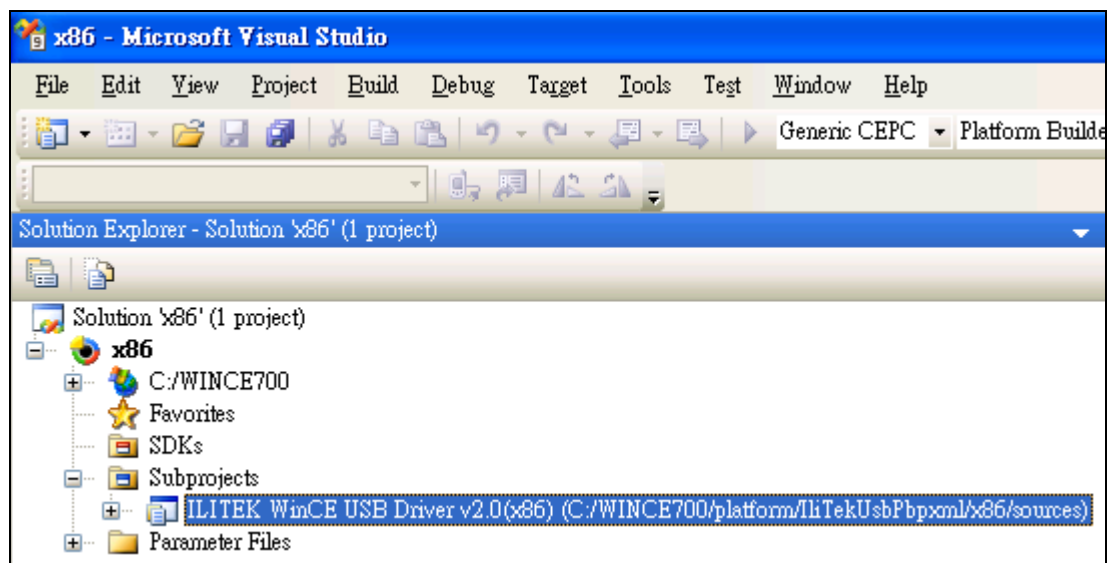 x86 - Microsoft Visual Studio
File Edit View Project Build Debug Target Tools Test Window Help
Generic CEPC Platform Builde
Solution Explorer - Solution 'x86' (1 project)
Solution 'x86' (1 project)
x86
C:/WINCE700
Favorites
SDKs
Subprojects
ILITEK WinCE USB Driver v2.0(x86) (C:/WINCE700/platform/IliTekUsbPbpxml/x86/sources)
Parameter Files